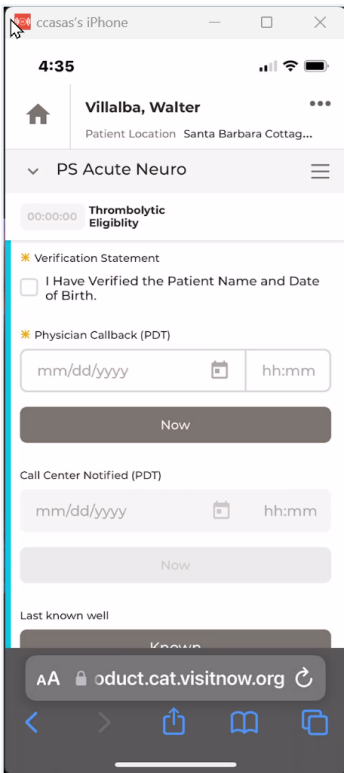 ccasas's iPhone
4:35
Villalba, Walter
Patient Location Santa Barbara Cottag...
PS Acute Neuro
00:00:00 Thrombolytic
Eligiblity
Verification Statement
I Have Verified the Patient Name and Date
of Birth.
Physician Callback (PDT)
mm/dd/yyyy hh:mm
Now
Call Center Notified (PDT)
mm/dd/yyyy hh:mm
Now
Last known well
Known
AA oduct.cat.visitnow.org